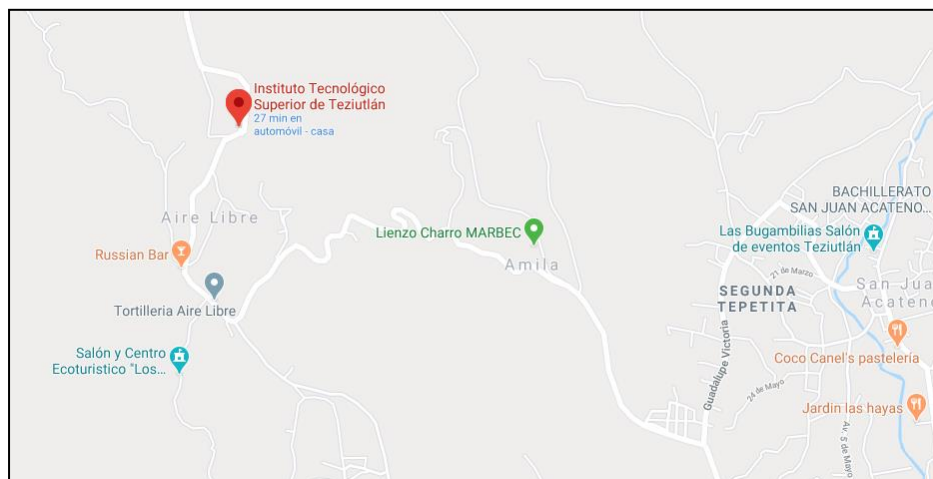 Instituto Tecnológico
Superior de Teziutlán
27 min en
automóvil - casa
Aire Libre
Russian Bar
Tortilleria Aire Libre
Salón y Centro
Ecoturistico "Los...
Lienzo Charro MARBEC
Amila
BACHILLERATO
SAN JUAN ACATENO...
Las Bugambilias Salón
de eventos Teziutlán
21 de Marzo
SEGUNDA
TEPETITA
San Jua
Acateno
Guadalupe Victoria
Coco Canel's pastelería
24 de Mayo
Jardin las hayas
Av. 5 de Mayo